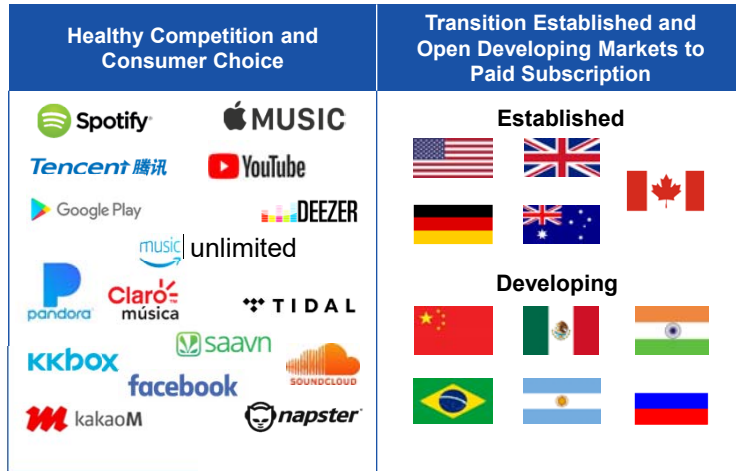 Healthy Competition and
Consumer Choice
Transition Established and
Open Developing Markets to
Paid Subscription
Spotify
MUSIC
Tencent 腾讯
YouTube
Google Play
DEEZER
music unlimited
pandora
Claro
música
TIDAL
saavn
KKBOX
SOUNDCLOUD
facebook
kakaoM
napster
Established
Developing